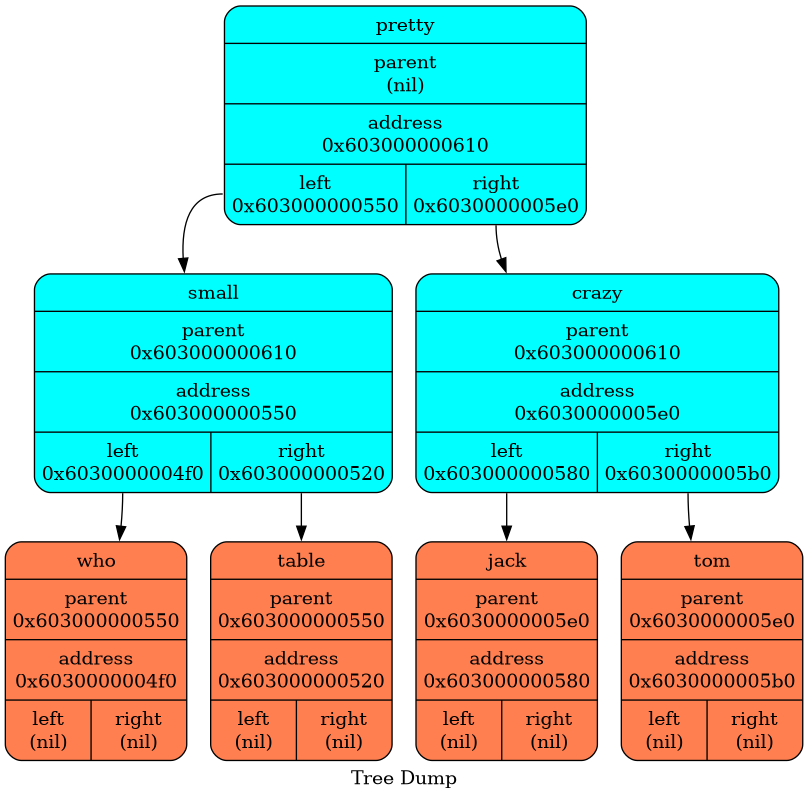 pretty
parent
(nil)
address
0x603000000610
left
0x603000000550
right
0x6030000005e0
small
parent
0x603000000610
address
0x603000000550
left
0x6030000004f0
right
0x603000000520
crazy
parent
0x603000000610
address
0x6030000005e0
left
0x603000000580
right
0x6030000005b0
who
parent
0x603000000550
address
0x6030000004f0
left
(nil)
right
(nil)
table
parent
0x603000000550
address
0x603000000520
left
(nil)
right
(nil)
jack
parent
0x6030000005e0
address
0x603000000580
left
(nil)
right
(nil)
tom
parent
0x6030000005e0
address
0x6030000005b0
left
(nil)
right
(nil)
Tree Dump